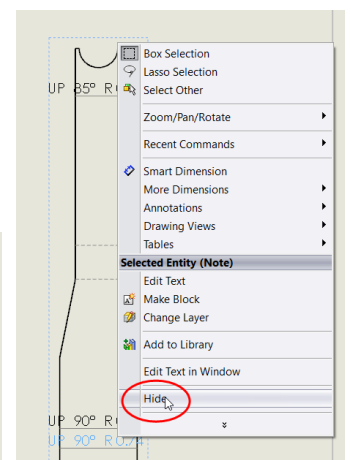 Box Selection
Lasso Selection
UP 85° R
Select Other
Zoom/Pan/Rotate
Recent Commands
Smart Dimension
More Dimensions
Annotations
Drawing Views
Tables
Selected Entity (Note)
Edit Text
Make Block
Change Layer
Add to Library
Edit Text in Window
Hide
UP 90° R
UP 90° R 0.74